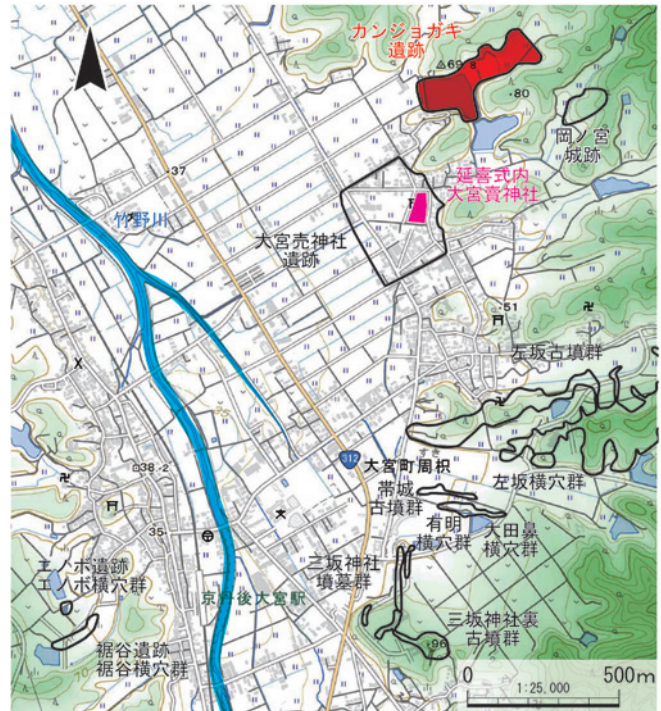 カンジョガキ
遺跡
△69
・80
岡ノ宮
城跡
・37
延喜式内
大宮賣神社
竹野川
大宮売神社
遺跡
・51
左坂古墳群
35
312
すき
大宮町周枳
□38・2
帯城
古墳群
左坂横穴群
有明
横穴群
大田鼻
横穴群
35
エノボ遺跡
エノボ横穴群
三坂神社
墳墓群
京丹後大宮駅
三坂神社裏
古墳群
・96
裾谷遺跡
裾谷横穴群
70
0
500m
1:25,000